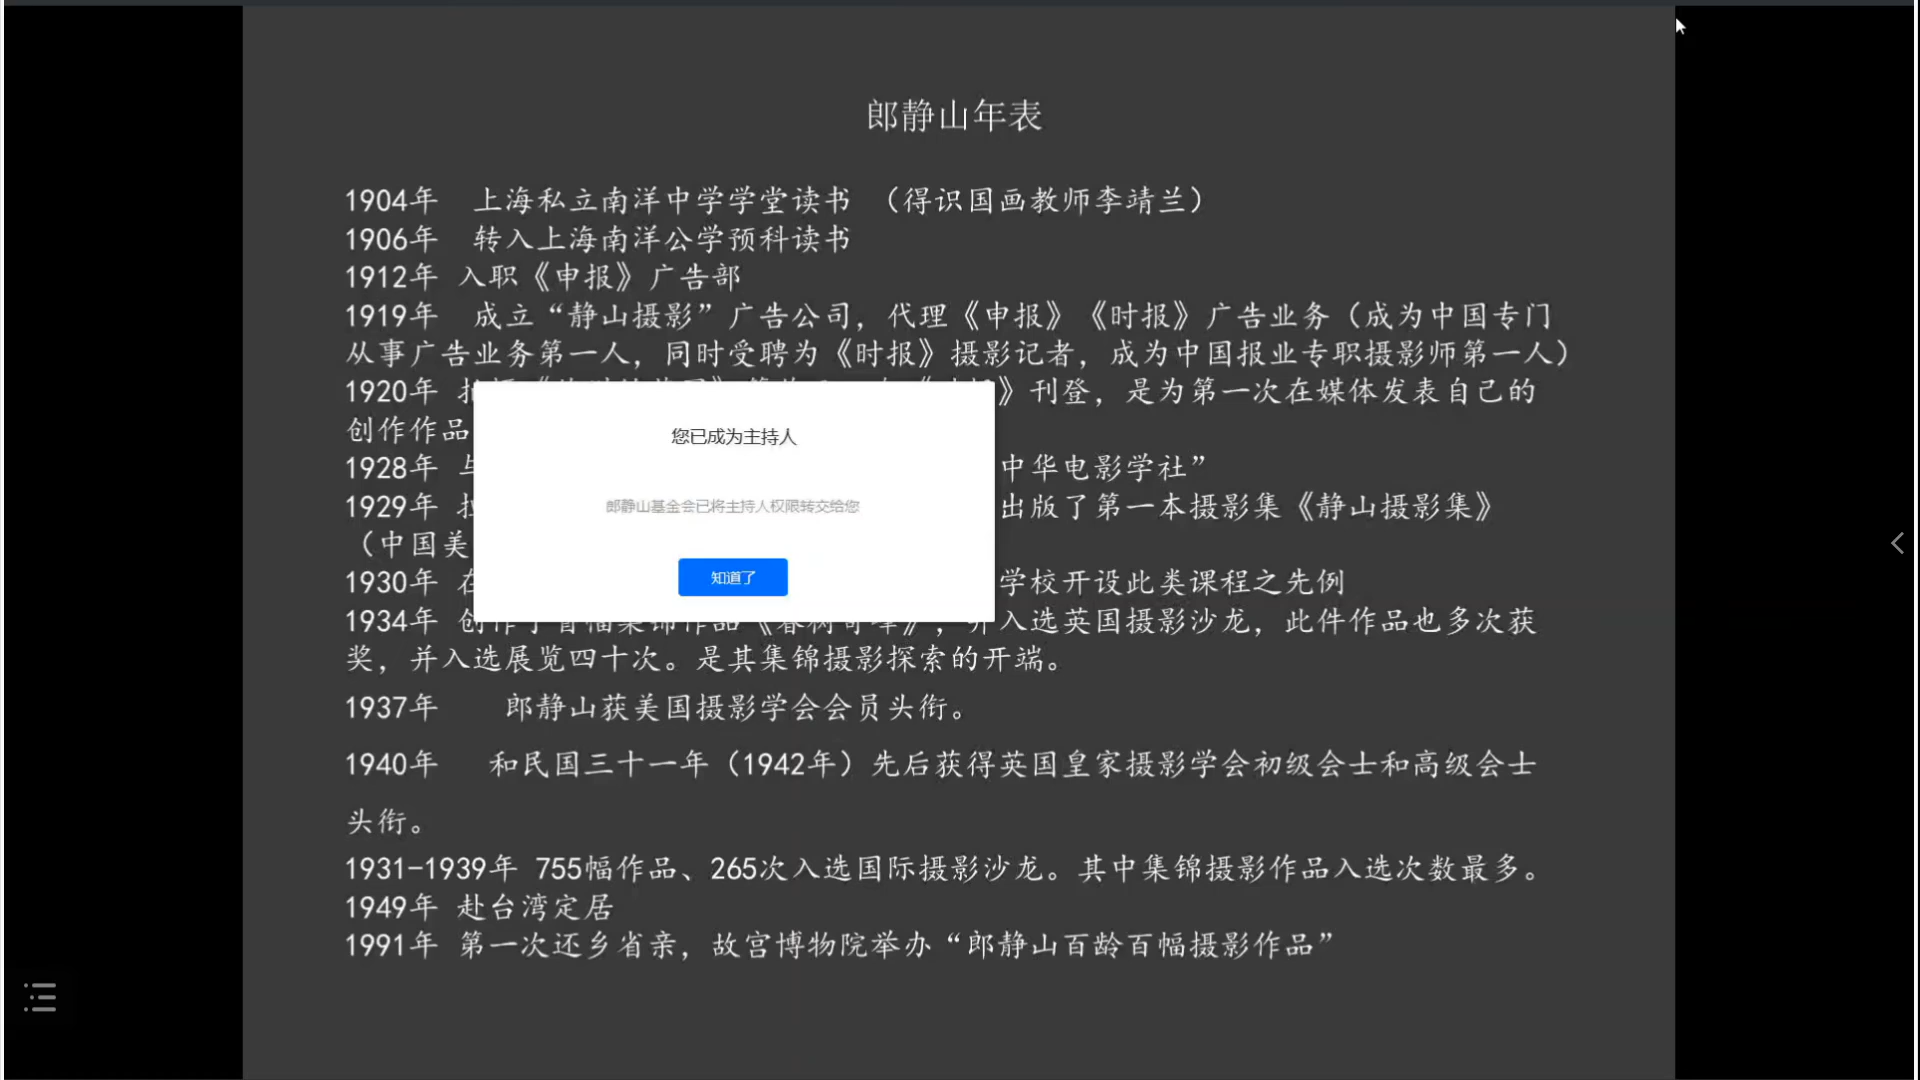 郎静山年表
1904年 上海私立南洋中学学堂读书 （得识国画教师李靖兰）
1906年 转入上海南洋公学预科读书
1912年 入职《申报》广告部
1919年 成立“静山摄影”广告公司，代理《申报》《时报》广告业务（成为中国专门
从事广告业务第一人，同时受聘为《时报》摄影记者，成为中国报业专职摄影师第一人）
1920年 》刊登，是为第一次在媒体发表自己的
创作作品
1928年 与 中华电影学社”
1929年 出版了第一本摄影集《静山摄影集》
（中国美
1930年 在 学校开设此类课程之先例
1934年 创作了首幅集锦作品《春树奇峰》，并入选英国摄影沙龙，此件作品也多次获
奖，并入选展览四十次。是其集锦摄影探索的开端。
1937年 郎静山获美国摄影学会会员头衔。
1940年 和民国三十一年（1942年）先后获得英国皇家摄影学会初级会士和高级会士
头衔。
1931-1939年 755幅作品、265次入选国际摄影沙龙。其中集锦摄影作品入选次数最多。
1949年 赴台湾定居
1991年 第一次还乡省亲，故宫博物院举办“郎静山百龄百幅摄影作品”
您已成为主持人
郎静山基金会已将主持人权限转交给您
知道了